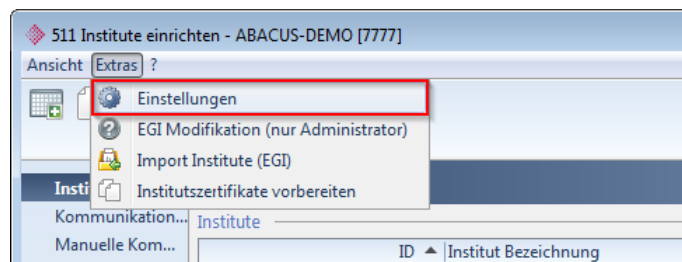 511 Institute einrichten - ABACUS-DEMO [7777]
Ansicht Extras ?
Einstellungen
EGI Modifikation (nur Administrator)
Import Institute (EGI)
Institutszertifikate vorbereiten
Insti
Kommunikation...
Institute
Manuelle Kom...
ID Institut Bezeichnung